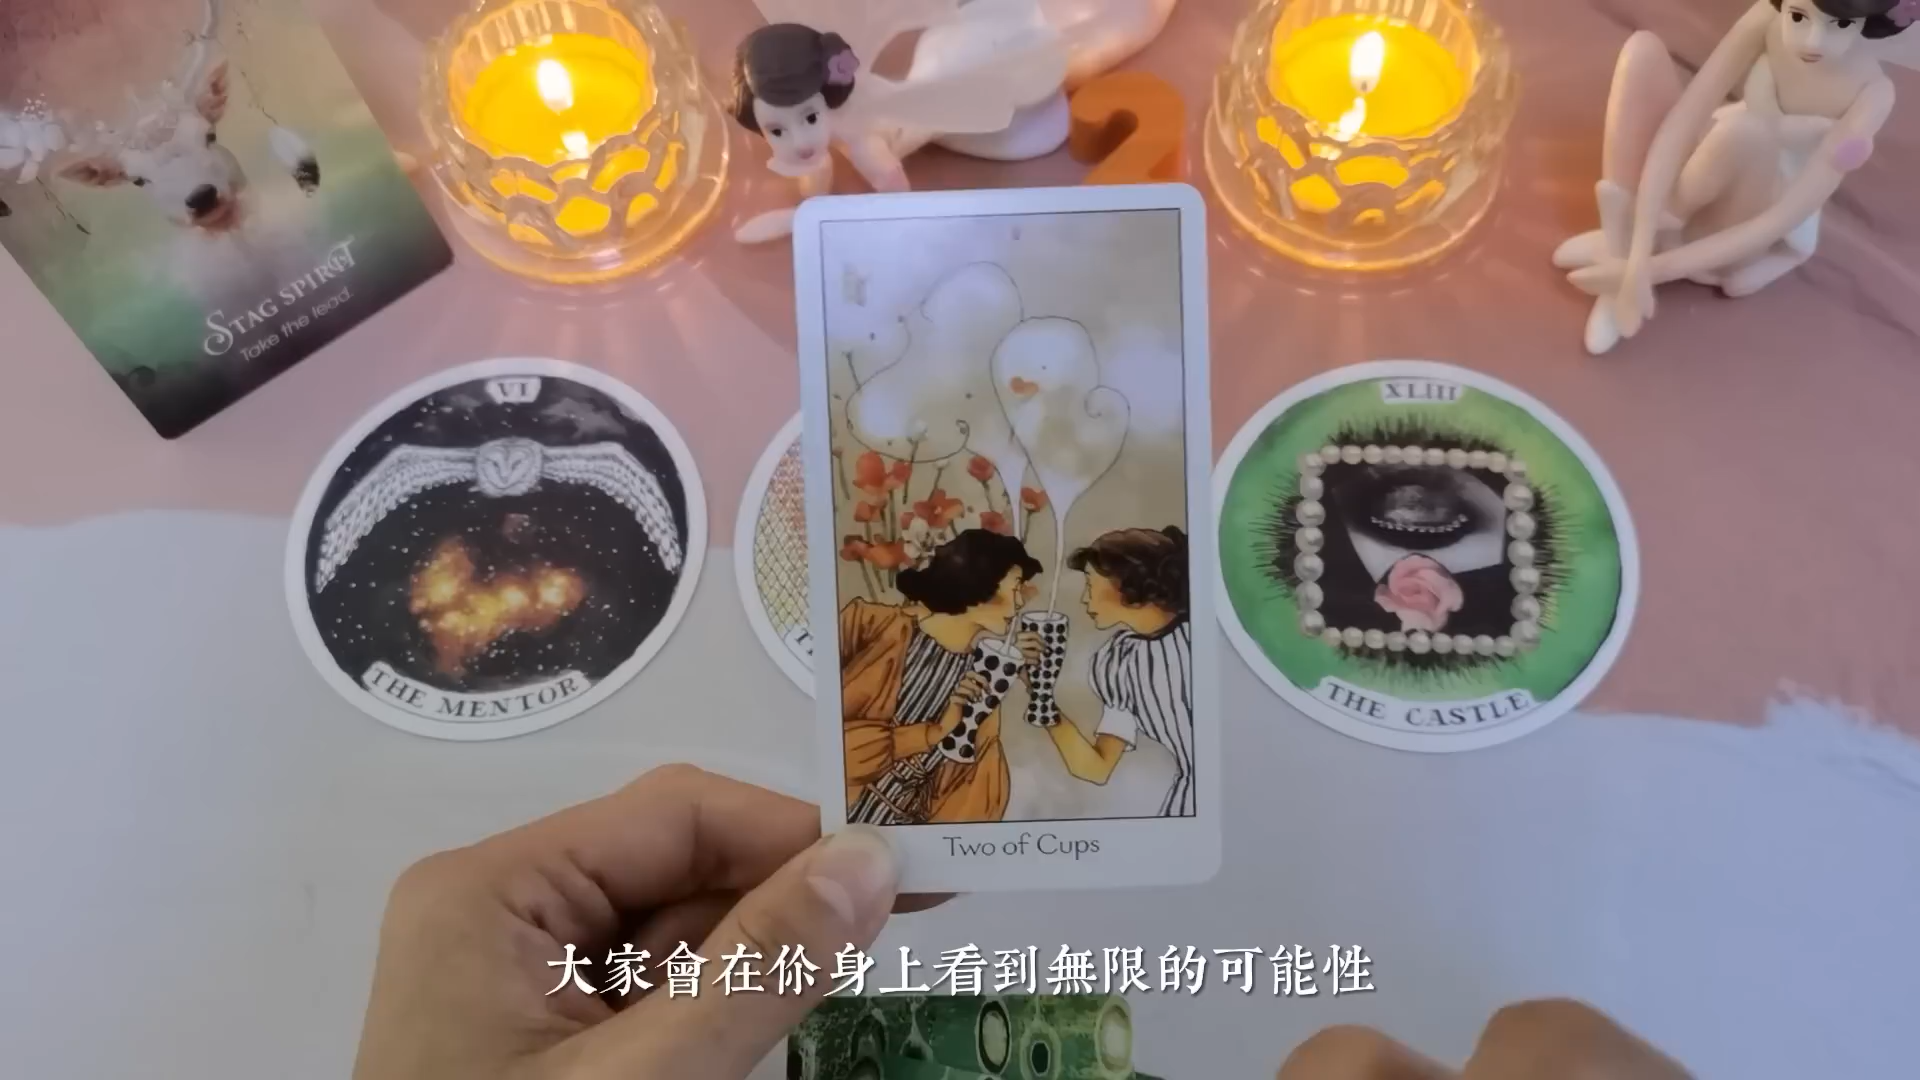 STAG SPIRIT
Take the lead.
VI
THE MENTOR
XLIII
THE CASTLE
Two of Cups
大家會在你身上看到無限的可能性